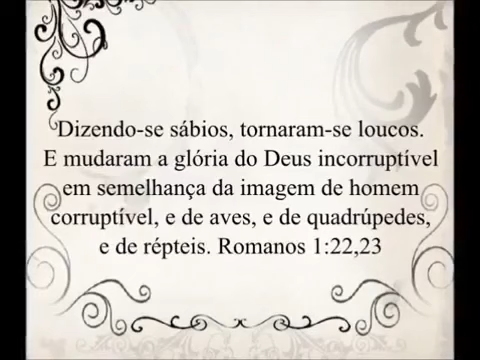 Dizendo-se sábios, tornaram-se loucos.
E mudaram a glória do Deus incorruptível
em semelhança da imagem de homem
corruptível, e de aves, e de quadrúpedes,
e de répteis. Romanos 1:22,23